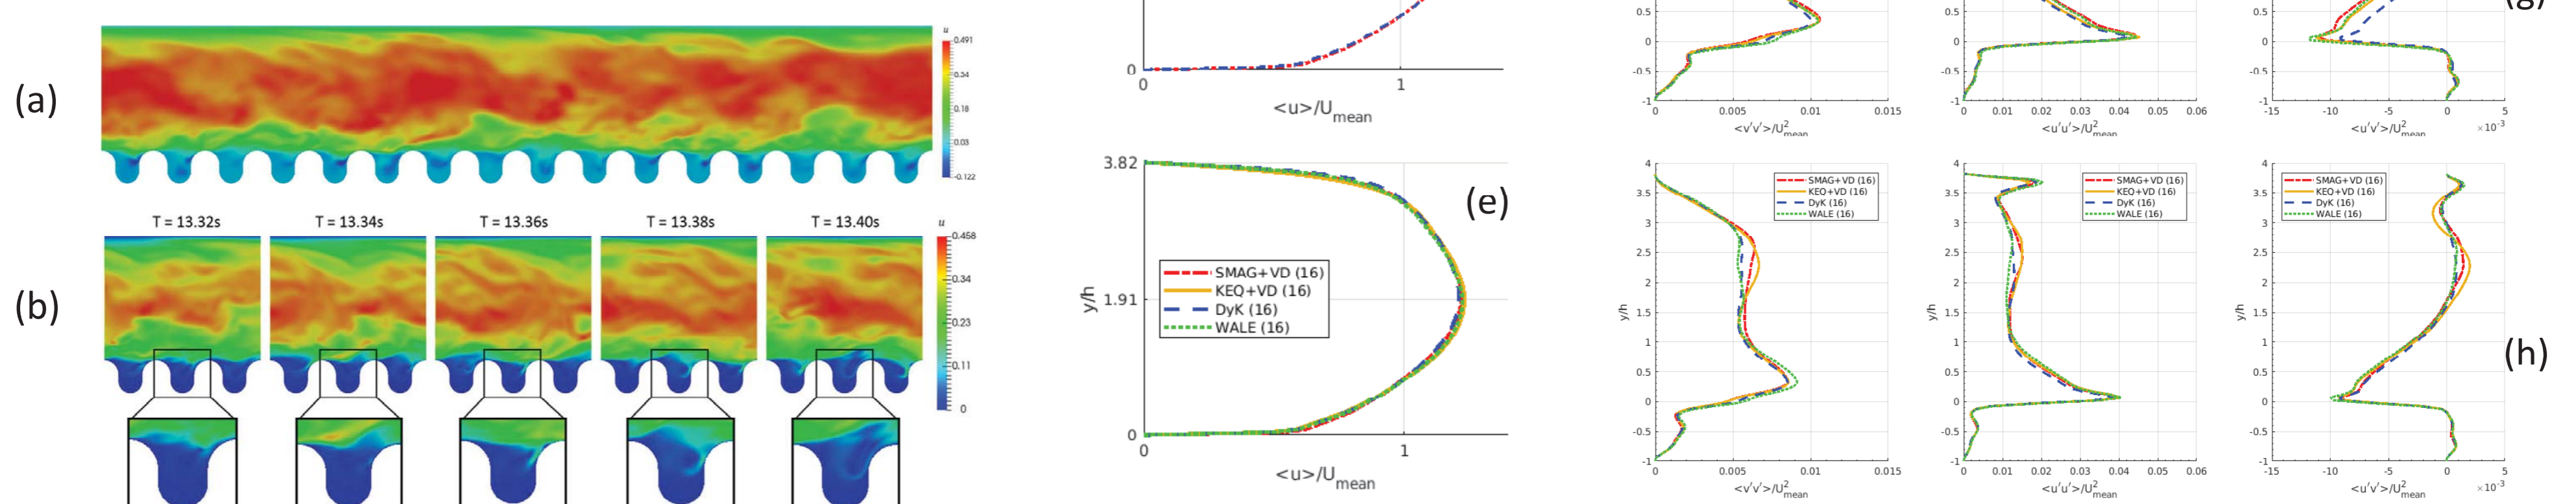 (a)
u
0.491
0.34
0.18
0.03
-0.122
T = 13.32s
T = 13.34s
T = 13.36s
T = 13.38s
T = 13.40s
u
0.458
0.34
0.23
0.11
0
(b)
0
0
1
<u>/Umean
3.82
1.91
0
y/h
SMAG+VD (16)
KEQ+VD (16)
DyK (16)
WALE (16)
0
1
<u>/Umean
(e)
0.5
0
-0.5
-1
0
0.005
0.01
0.015
<v'v'>/U²mean
0.5
0
-0.5
-1
0
0.01
0.02
0.03
0.04
0.05
0.06
<u'u'>/U²mean
0.5
0
-0.5
-1
-15
-10
-5
0
5
<u'v'>/U²mean
×10⁻³
(g)
4
3.5
3
2.5
2
1.5
1
0.5
0
-0.5
-1
y/h
SMAG+VD (16)
KEQ+VD (16)
DyK (16)
WALE (16)
0
0.005
0.01
0.015
<v'v'>/U²mean
4
3.5
3
2.5
2
1.5
1
0.5
0
-0.5
-1
y/h
SMAG+VD (16)
KEQ+VD (16)
DyK (16)
WALE (16)
0
0.01
0.02
0.03
0.04
0.05
0.06
<u'u'>/U²mean
4
3.5
3
2.5
2
1.5
1
0.5
0
-0.5
-1
y/h
SMAG+VD (16)
KEQ+VD (16)
DyK (16)
WALE (16)
-15
-10
-5
0
5
<u'v'>/U²mean
×10⁻³
(h)